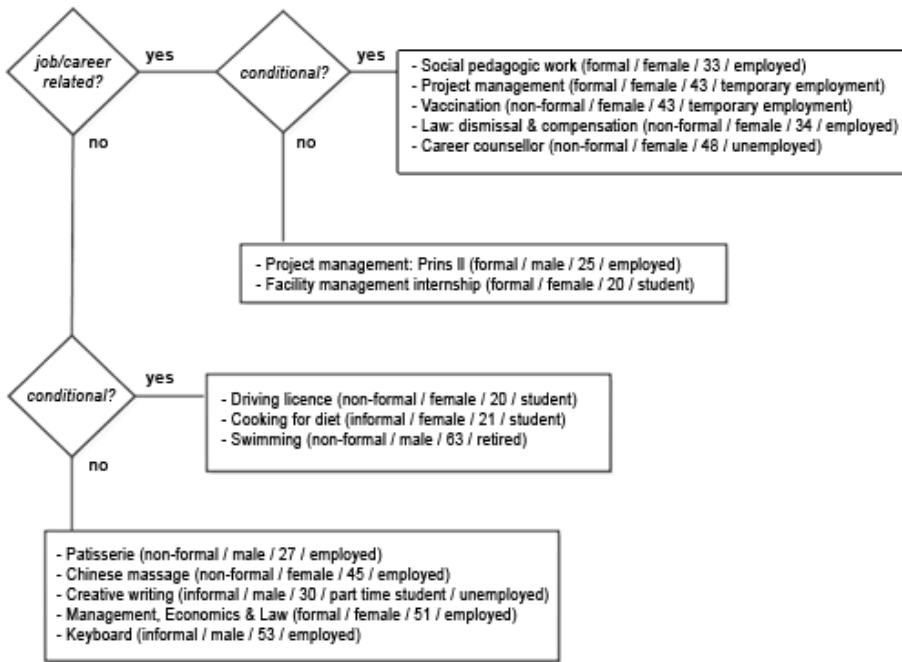 job/career
related?
yes
conditional?
yes
- Social pedagogic work (formal / female / 33 / employed)
- Project management (formal / female / 43 / temporary employment)
- Vaccination (non-formal / female / 43 / temporary employment)
- Law: dismissal & compensation (non-formal / female / 34 / employed)
- Career counsellor (non-formal / female / 48 / unemployed)
no
no
- Project management: Prins II (formal / male / 25 / employed)
- Facility management internship (formal / female / 20 / student)
conditional?
yes
- Driving licence (non-formal / female / 20 / student)
- Cooking for diet (informal / female / 21 / student)
- Swimming (non-formal / male / 63 / retired)
no
- Patisserie (non-formal / male / 27 / employed)
- Chinese massage (non-formal / female / 45 / employed)
- Creative writing (informal / male / 30 / part time student / unemployed)
- Management, Economics & Law (formal / female / 51 / employed)
- Keyboard (informal / male / 53 / employed)